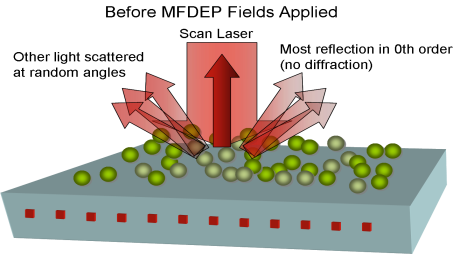 Before MFDEP Fields Applied
Scan Laser
Other light scattered
at random angles
Most reflection in 0th order
(no diffraction)